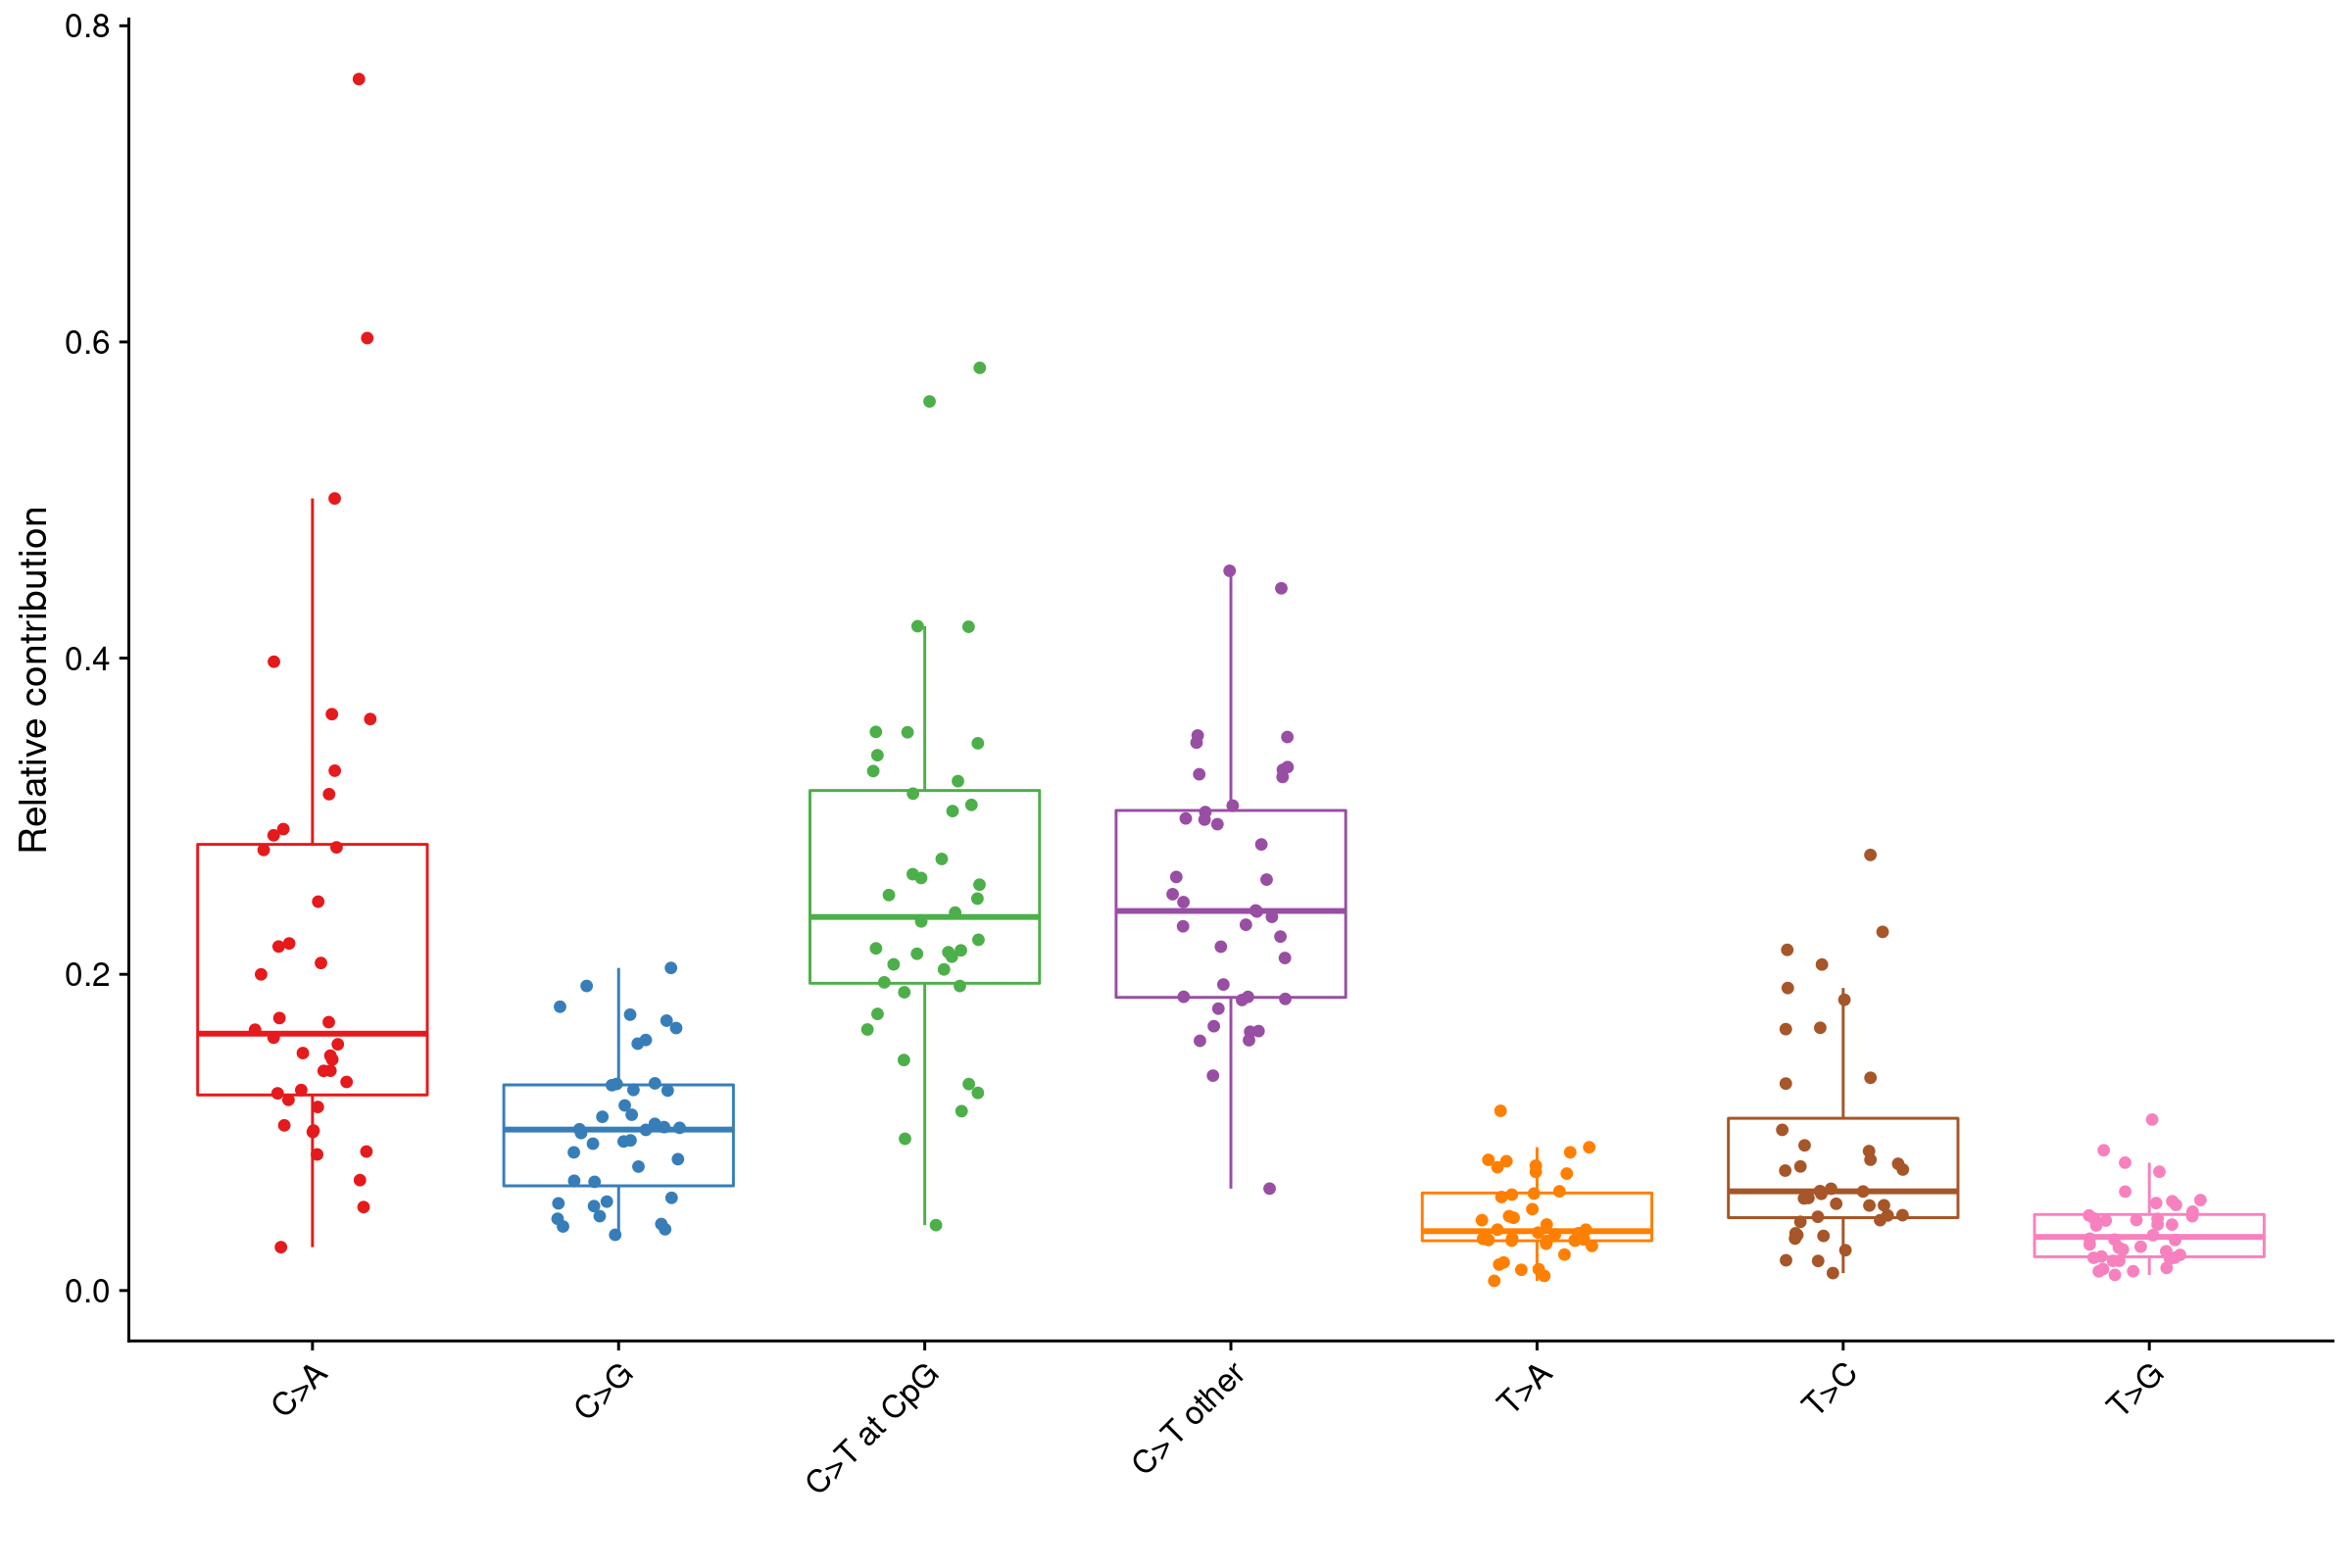 Relative contribution
0.8
0.6
0.4
0.2
0.0
C>A
C>G
C>T at CpG
C>T other
T>A
T>C
T>G